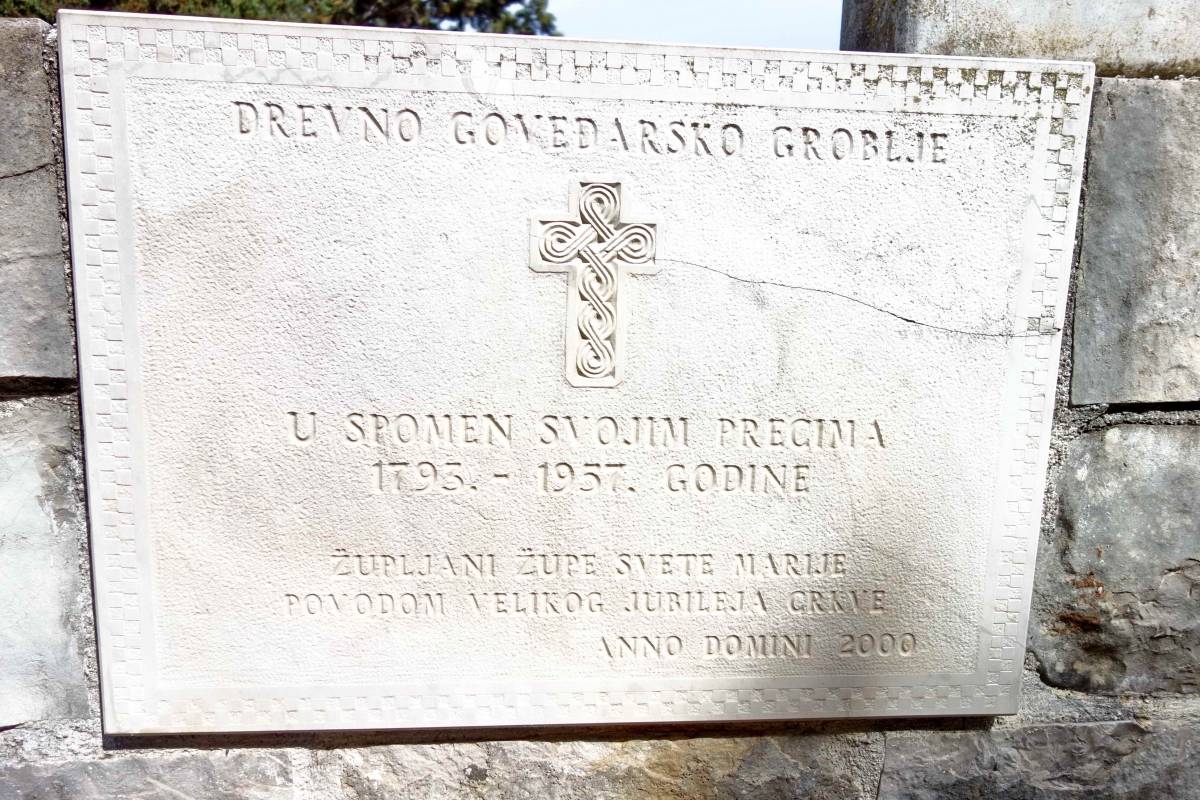 DREVNO GOVEĐARSKO GROBLJE
U SPOMEN SVOJIM PRECIMA
1793. - 1957. GODINE
ŽUPLJANI ŽUPE SVETE MARIJE
POVODOM VELIKOG JUBILEJA CRKVE
ANNO DOMINI 2000